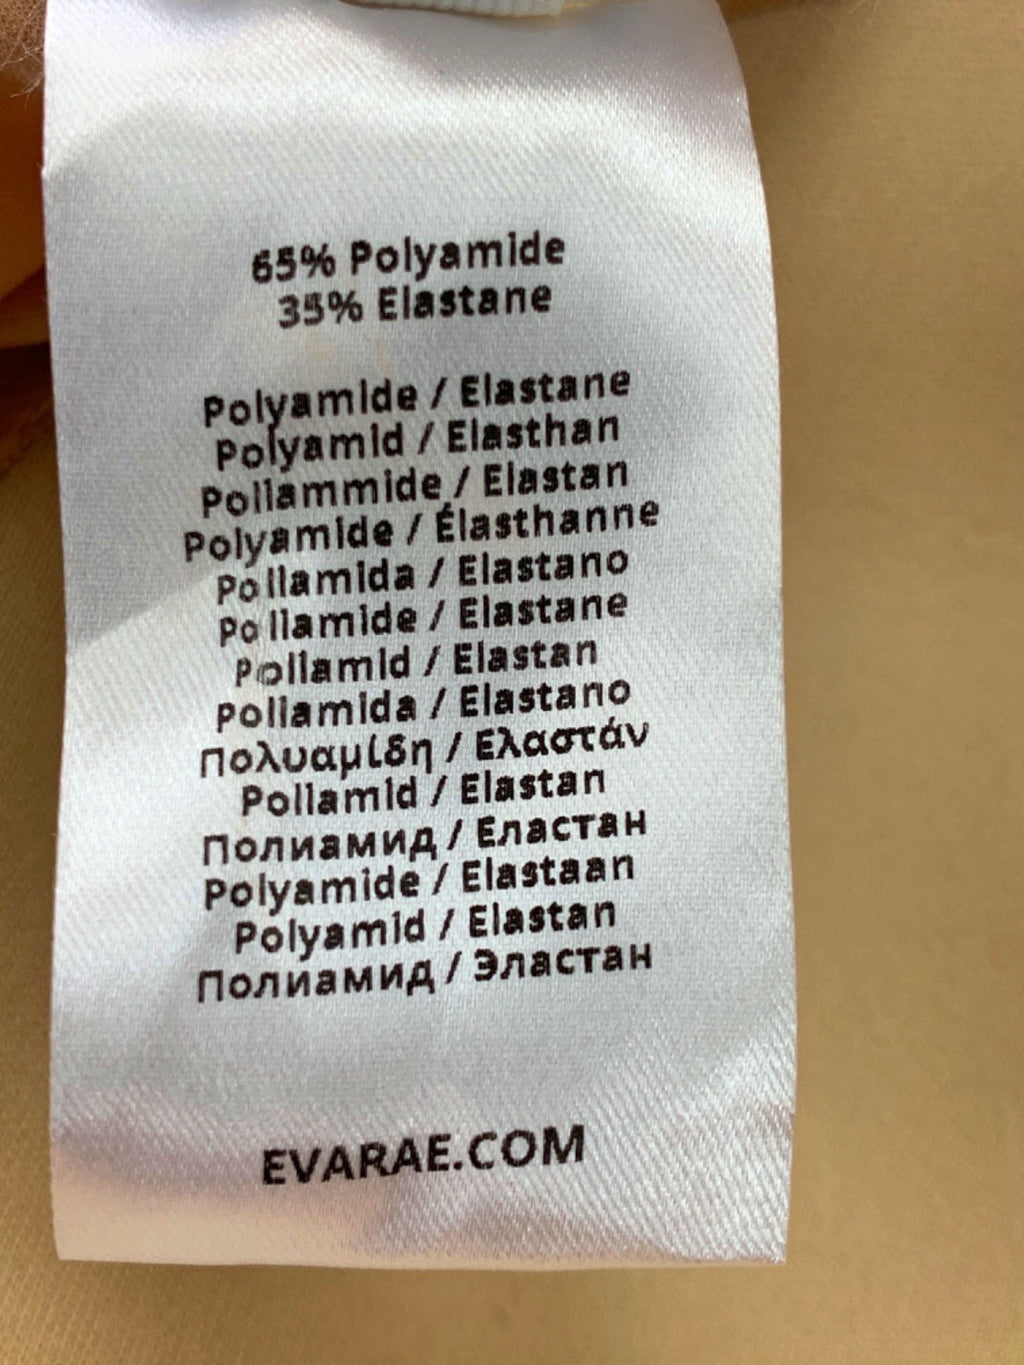 65% Polyamide
35% Elastane
Polyamide / Elastane
Polyamid / Elasthan
Poliammide / Elastan
Polyamide / Élasthanne
Poliamida / Elastano
Poliamide / Elastane
Poliamid / Elastan
Poliamida / Elastano
Πολυαμίδη / Ελαστάν
Poliamid / Elastan
Полиамид / Еластан
Polyamide / Elastaan
Polyamid / Elastan
Полиамид / Эластан
EVARAE.COM